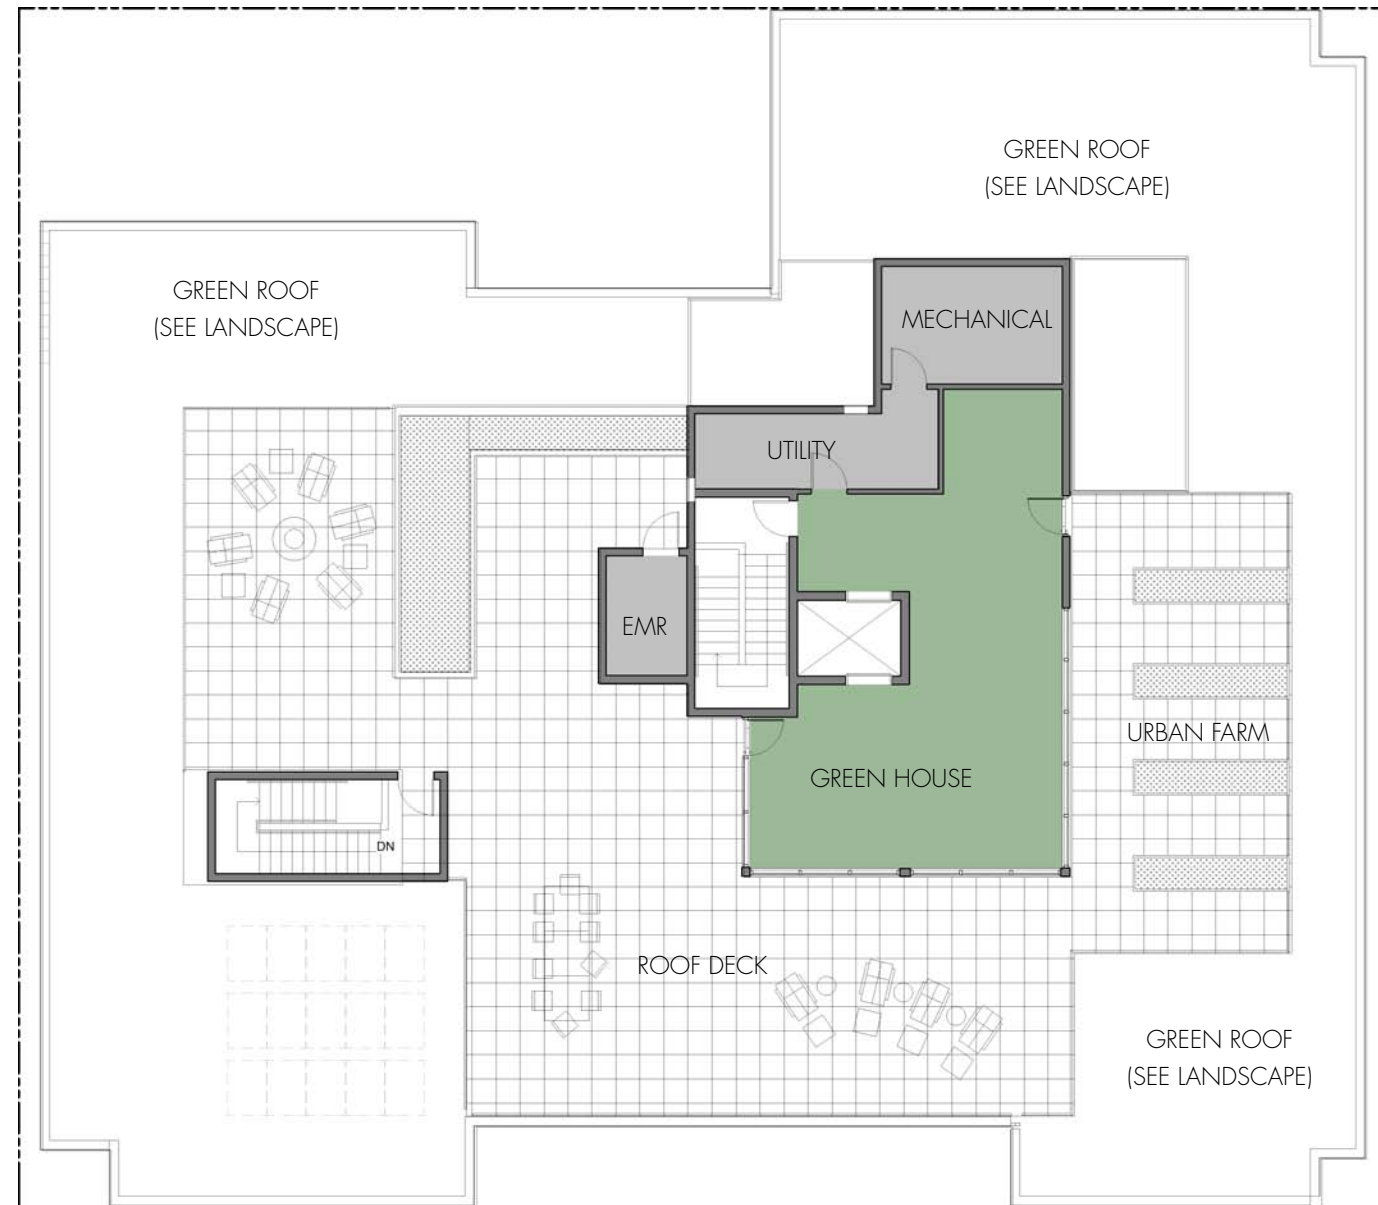 GREEN ROOF
(SEE LANDSCAPE)
GREEN ROOF
(SEE LANDSCAPE)
MECHANICAL
UTILITY
EMR
URBAN FARM
GREEN HOUSE
DN
ROOF DECK
GREEN ROOF
(SEE LANDSCAPE)